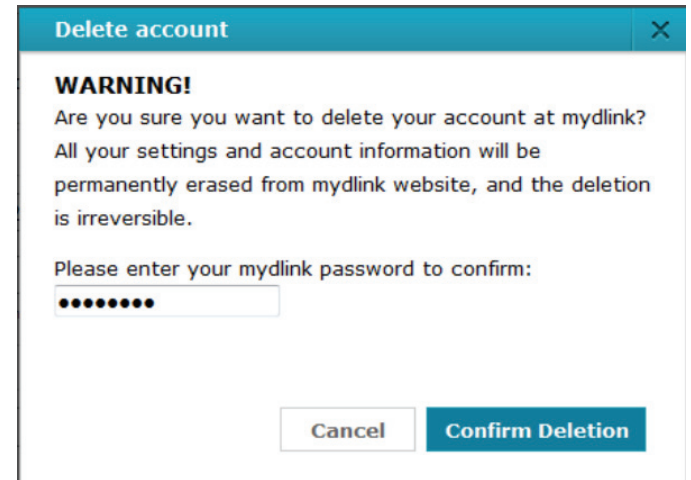 Delete account
WARNING!
Are you sure you want to delete your account at mydlink?
All your settings and account information will be
permanently erased from mydlink website, and the deletion
is irreversible.
Please enter your mydlink password to confirm:
••••••••
Cancel
Confirm Deletion